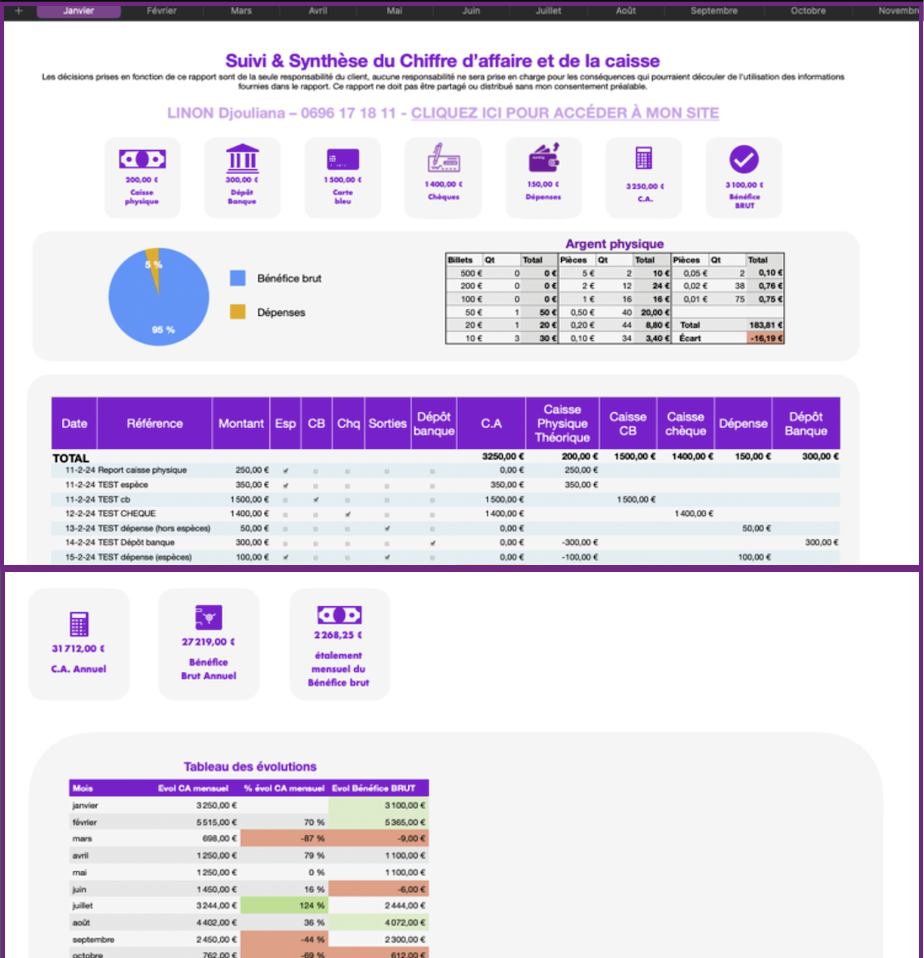 + Janvier Février Mars Avril Mai Juin Juillet Août Septembre Octobre Novembre
Suivi & Synthèse du Chiffre d'affaire et de la caisse
Les décisions prises en fonction de ce rapport sont de la seule responsabilité du client, aucune responsabilité ne sera prise en charge pour les conséquences qui pourraient découler de l'utilisation des informations
fournies dans le rapport. Ce rapport ne doit pas être partagé ou distribué sans mon consentement préalable.
LINON Djouliana – 0696 17 18 11 - CLIQUEZ ICI POUR ACCÉDER À MON SITE
200,00 €
Caisse
physique
300,00 €
Dépôt
Banque
1 500,00 €
Carte
bleu
1 400,00 €
Chèques
150,00 €
Dépenses
3 250,00 €
C.A.
3 100,00 €
Bénéfice
BRUT
5 %
95 %
Bénéfice brut
Dépenses
Argent physique
Billets Qt Total Pièces Qt Total Pièces Qt Total
500 € 0 0 € 5 € 2 10 € 0,05 € 2 0,10 €
200 € 0 0 € 2 € 12 24 € 0,02 € 38 0,76 €
100 € 0 0 € 1 € 16 16 € 0,01 € 75 0,75 €
50 € 1 50 € 0,50 € 40 20,00 €
20 € 1 20 € 0,20 € 44 8,80 € Total 183,81 €
10 € 3 30 € 0,10 € 34 3,40 € Écart -16,19 €
Date Référence Montant Esp CB Chq Sorties Dépôt banque C.A Caisse Physique Théorique Caisse CB Caisse chèque Dépense Dépôt Banque
TOTAL 3250,00 € 200,00 € 1500,00 € 1400,00 € 150,00 € 300,00 €
11-2-24 Report caisse physique 250,00 € ✓ 0,00 € 250,00 €
11-2-24 TEST espèce 350,00 € ✓ 350,00 € 350,00 €
11-2-24 TEST cb 1 500,00 € ✓ 1 500,00 € 1 500,00 €
12-2-24 TEST CHEQUE 1 400,00 € ✓ 1 400,00 € 1 400,00 €
13-2-24 TEST dépense (hors espèces) 50,00 € ✓ 0,00 € 50,00 €
14-2-24 TEST Dépôt banque 300,00 € ✓ 0,00 € -300,00 € 300,00 €
15-2-24 TEST dépense (espèces) 100,00 € ✓ ✓ 0,00 € -100,00 € 100,00 €
31 712,00 €
C.A. Annuel
27 219,00 €
Bénéfice
Brut Annuel
2 268,25 €
étalement
mensuel du
Bénéfice brut
Tableau des évolutions
Mois Evol CA mensuel % évol CA mensuel Evol Bénéfice BRUT
janvier 3 250,00 € 3 100,00 €
février 5 515,00 € 70 % 5 365,00 €
mars 698,00 € -87 % -9,00 €
avril 1 250,00 € 79 % 1 100,00 €
mai 1 250,00 € 0 % 1 100,00 €
juin 1 450,00 € 16 % -6,00 €
juillet 3 244,00 € 124 % 2 444,00 €
août 4 402,00 € 36 % 4 072,00 €
septembre 2 450,00 € -44 % 2 300,00 €
octobre 762,00 € -69 % 612,00 €